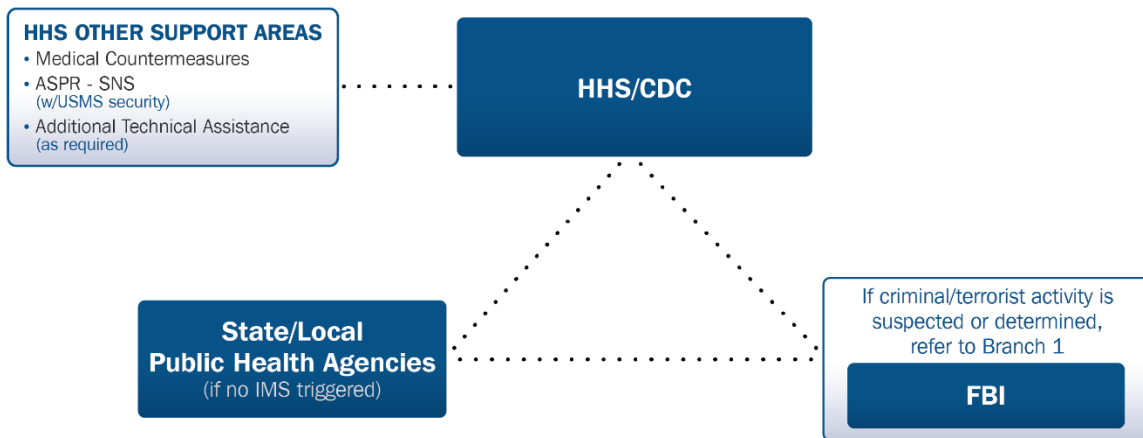 HHS OTHER SUPPORT AREAS
• Medical Countermeasures
• ASPR - SNS
(w/USMS security)
• Additional Technical Assistance
(as required)
HHS/CDC
State/Local
Public Health Agencies
(if no IMS triggered)
If criminal/terrorist activity is
suspected or determined,
refer to Branch 1
FBI